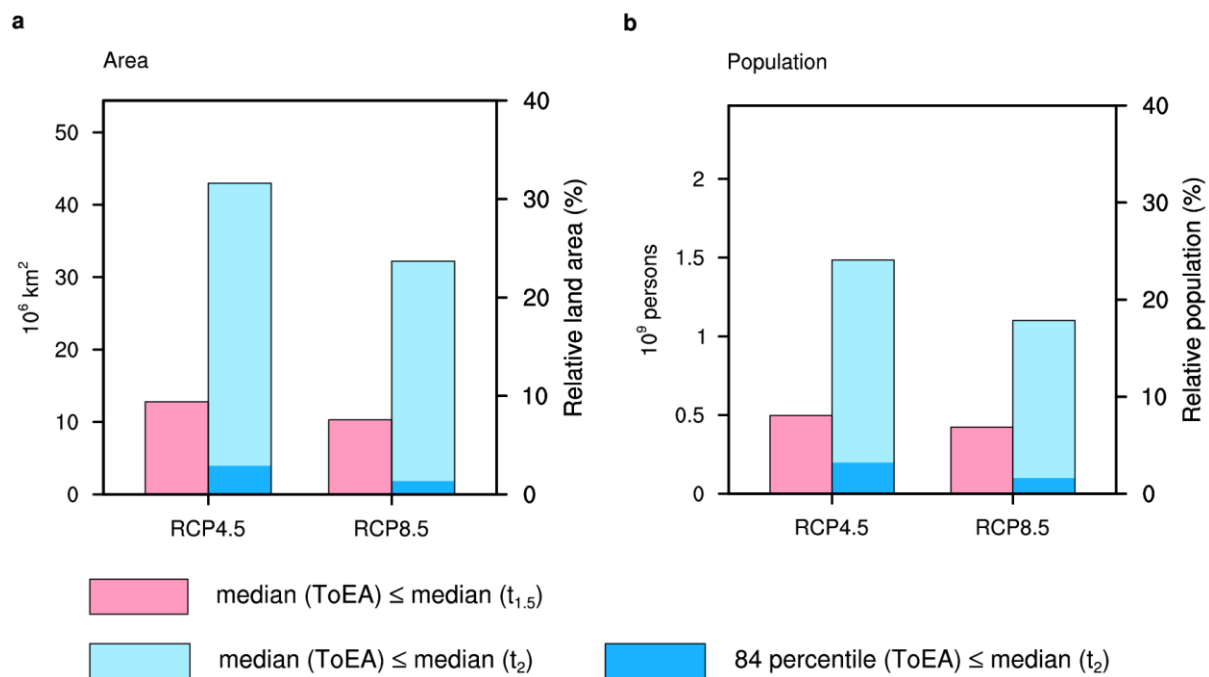 a
Area
50
40
30
20
10
0
10⁶ km²
40
30
20
10
0
Relative land area (%)
RCP4.5
RCP8.5
b
Population
2
1.5
1
0.5
0
10⁹ persons
40
30
20
10
0
Relative population (%)
RCP4.5
RCP8.5
median (ToEA) ≤ median (t₁.₅)
median (ToEA) ≤ median (t₂)
84 percentile (ToEA) ≤ median (t₂)